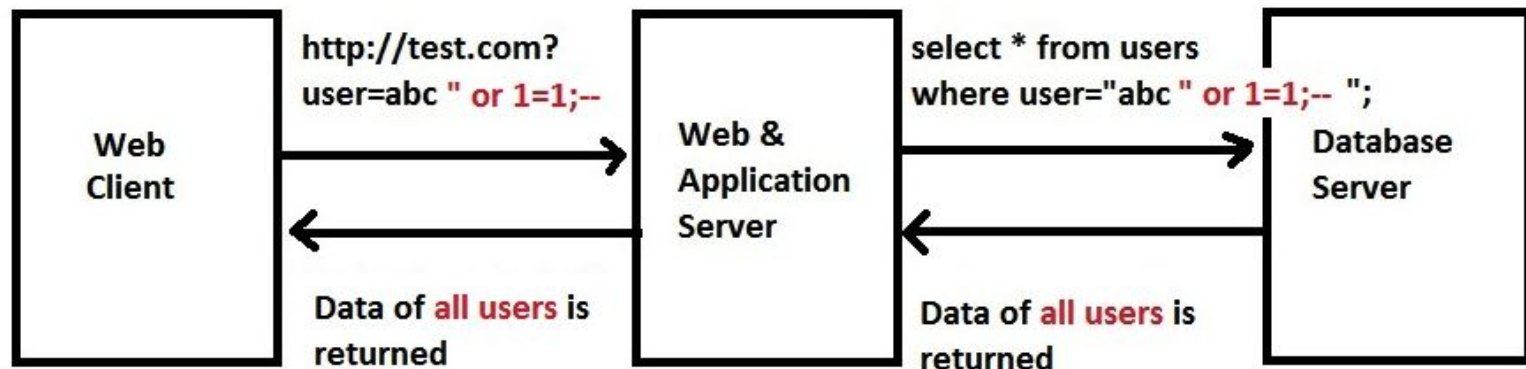 Web
Client
http://test.com?
user=abc " or 1=1;--
Data of all users is
returned
Web &
Application
Server
select * from users
where user="abc " or 1=1;-- ";
Data of all users is
returned
Database
Server